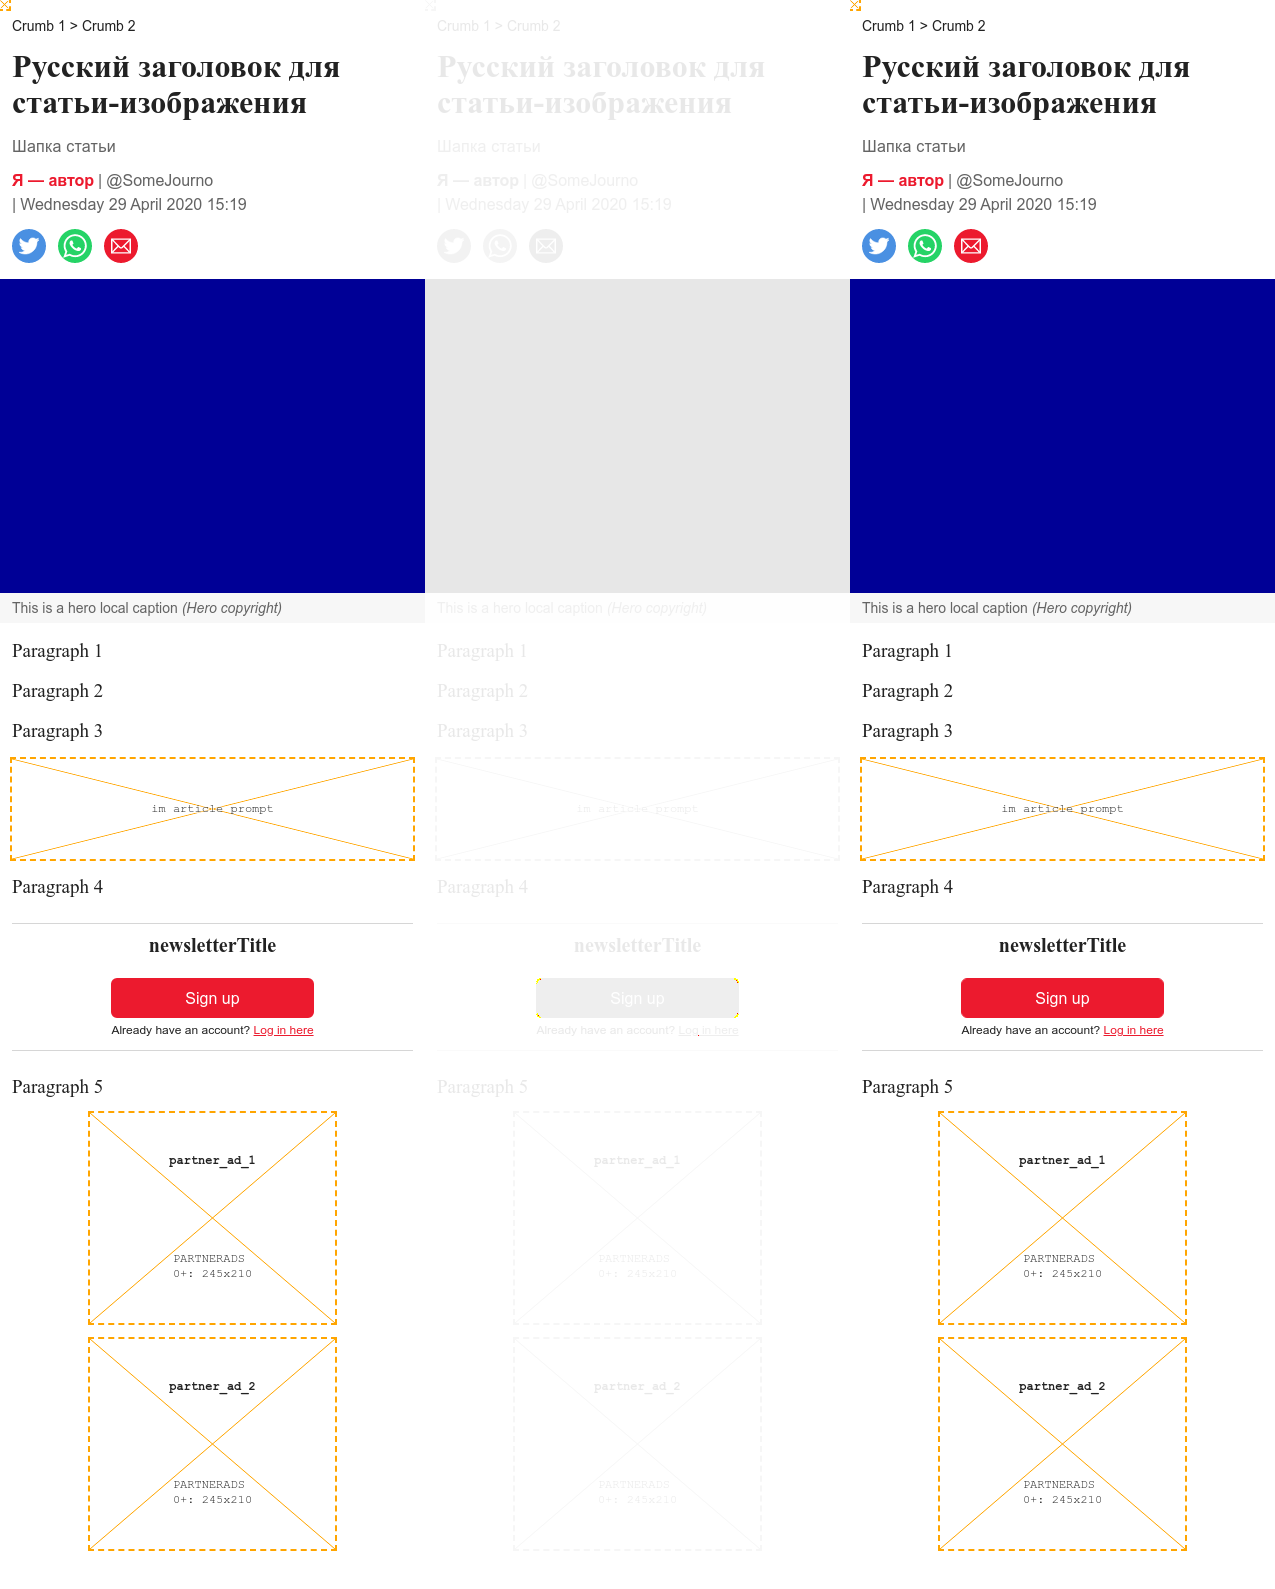 Crumb 1 > Crumb 2
Русский заголовок для
статьи-изображения
Шапка статьи
Я — автор | @SomeJourno
| Wednesday 29 April 2020 15:19
This is a hero local caption (Hero copyright)
Paragraph 1
Paragraph 2
Paragraph 3
im article prompt
Paragraph 4
newsletterTitle
Sign up
Already have an account? Log in here
Paragraph 5
partner_ad_1
PARTNERADS
0+: 245x210
partner_ad_2
PARTNERADS
0+: 245x210
Crumb 1 > Crumb 2
Русский заголовок для
статьи-изображения
Шапка статьи
Я — автор | @SomeJourno
| Wednesday 29 April 2020 15:19
This is a hero local caption (Hero copyright)
Paragraph 1
Paragraph 2
Paragraph 3
im article prompt
Paragraph 4
newsletterTitle
Sign up
Already have an account? Log in here
Paragraph 5
partner_ad_1
PARTNERADS
0+: 245x210
partner_ad_2
PARTNERADS
0+: 245x210
Crumb 1 > Crumb 2
Русский заголовок для
статьи-изображения
Шапка статьи
Я — автор | @SomeJourno
| Wednesday 29 April 2020 15:19
This is a hero local caption (Hero copyright)
Paragraph 1
Paragraph 2
Paragraph 3
im article prompt
Paragraph 4
newsletterTitle
Sign up
Already have an account? Log in here
Paragraph 5
partner_ad_1
PARTNERADS
0+: 245x210
partner_ad_2
PARTNERADS
0+: 245x210